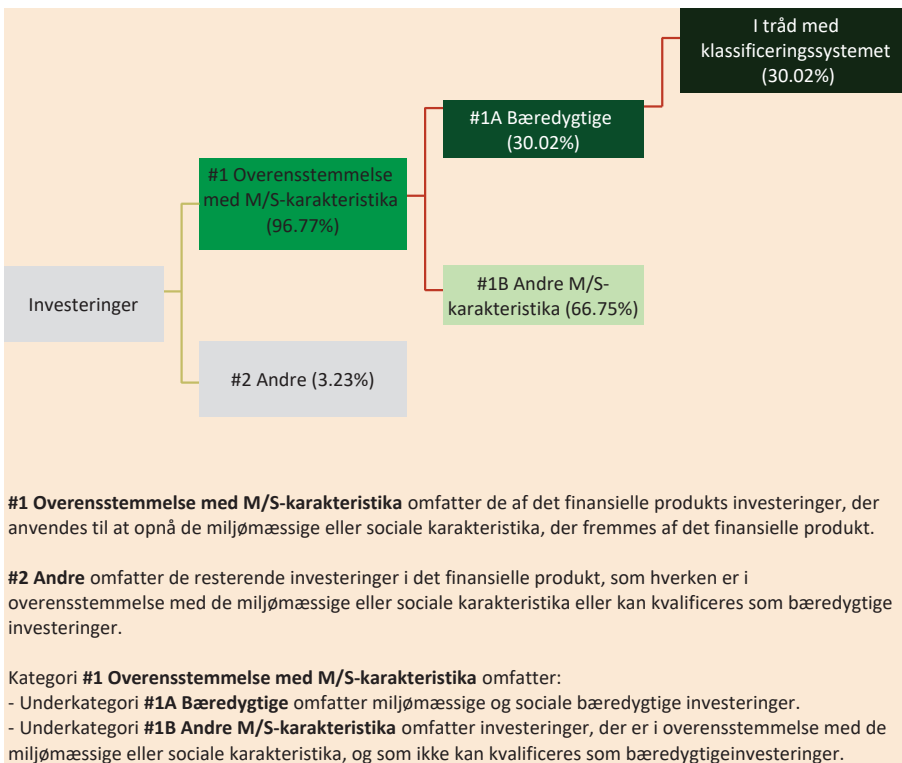 I tråd med
klassificeringssystemet
(30.02%)
#1A Bæredygtige
(30.02%)
#1 Overensstemmelse
med M/S-karakteristika
(96.77%)
#1B Andre M/S-
karakteristika (66.75%)
Investeringer
#2 Andre (3.23%)
#1 Overensstemmelse med M/S-karakteristika omfatter de af det finansielle produkts investeringer, der
anvendes til at opnå de miljømæssige eller sociale karakteristika, der fremmes af det finansielle produkt.
#2 Andre omfatter de resterende investeringer i det finansielle produkt, som hverken er i
overensstemmelse med de miljømæssige eller sociale karakteristika eller kan kvalificeres som bæredygtige
investeringer.
Kategori #1 Overensstemmelse med M/S-karakteristika omfatter:
- Underkategori #1A Bæredygtige omfatter miljømæssige og sociale bæredygtige investeringer.
- Underkategori #1B Andre M/S-karakteristika omfatter investeringer, der er i overensstemmelse med de
miljømæssige eller sociale karakteristika, og som ikke kan kvalificeres som bæredygtigeinvesteringer.